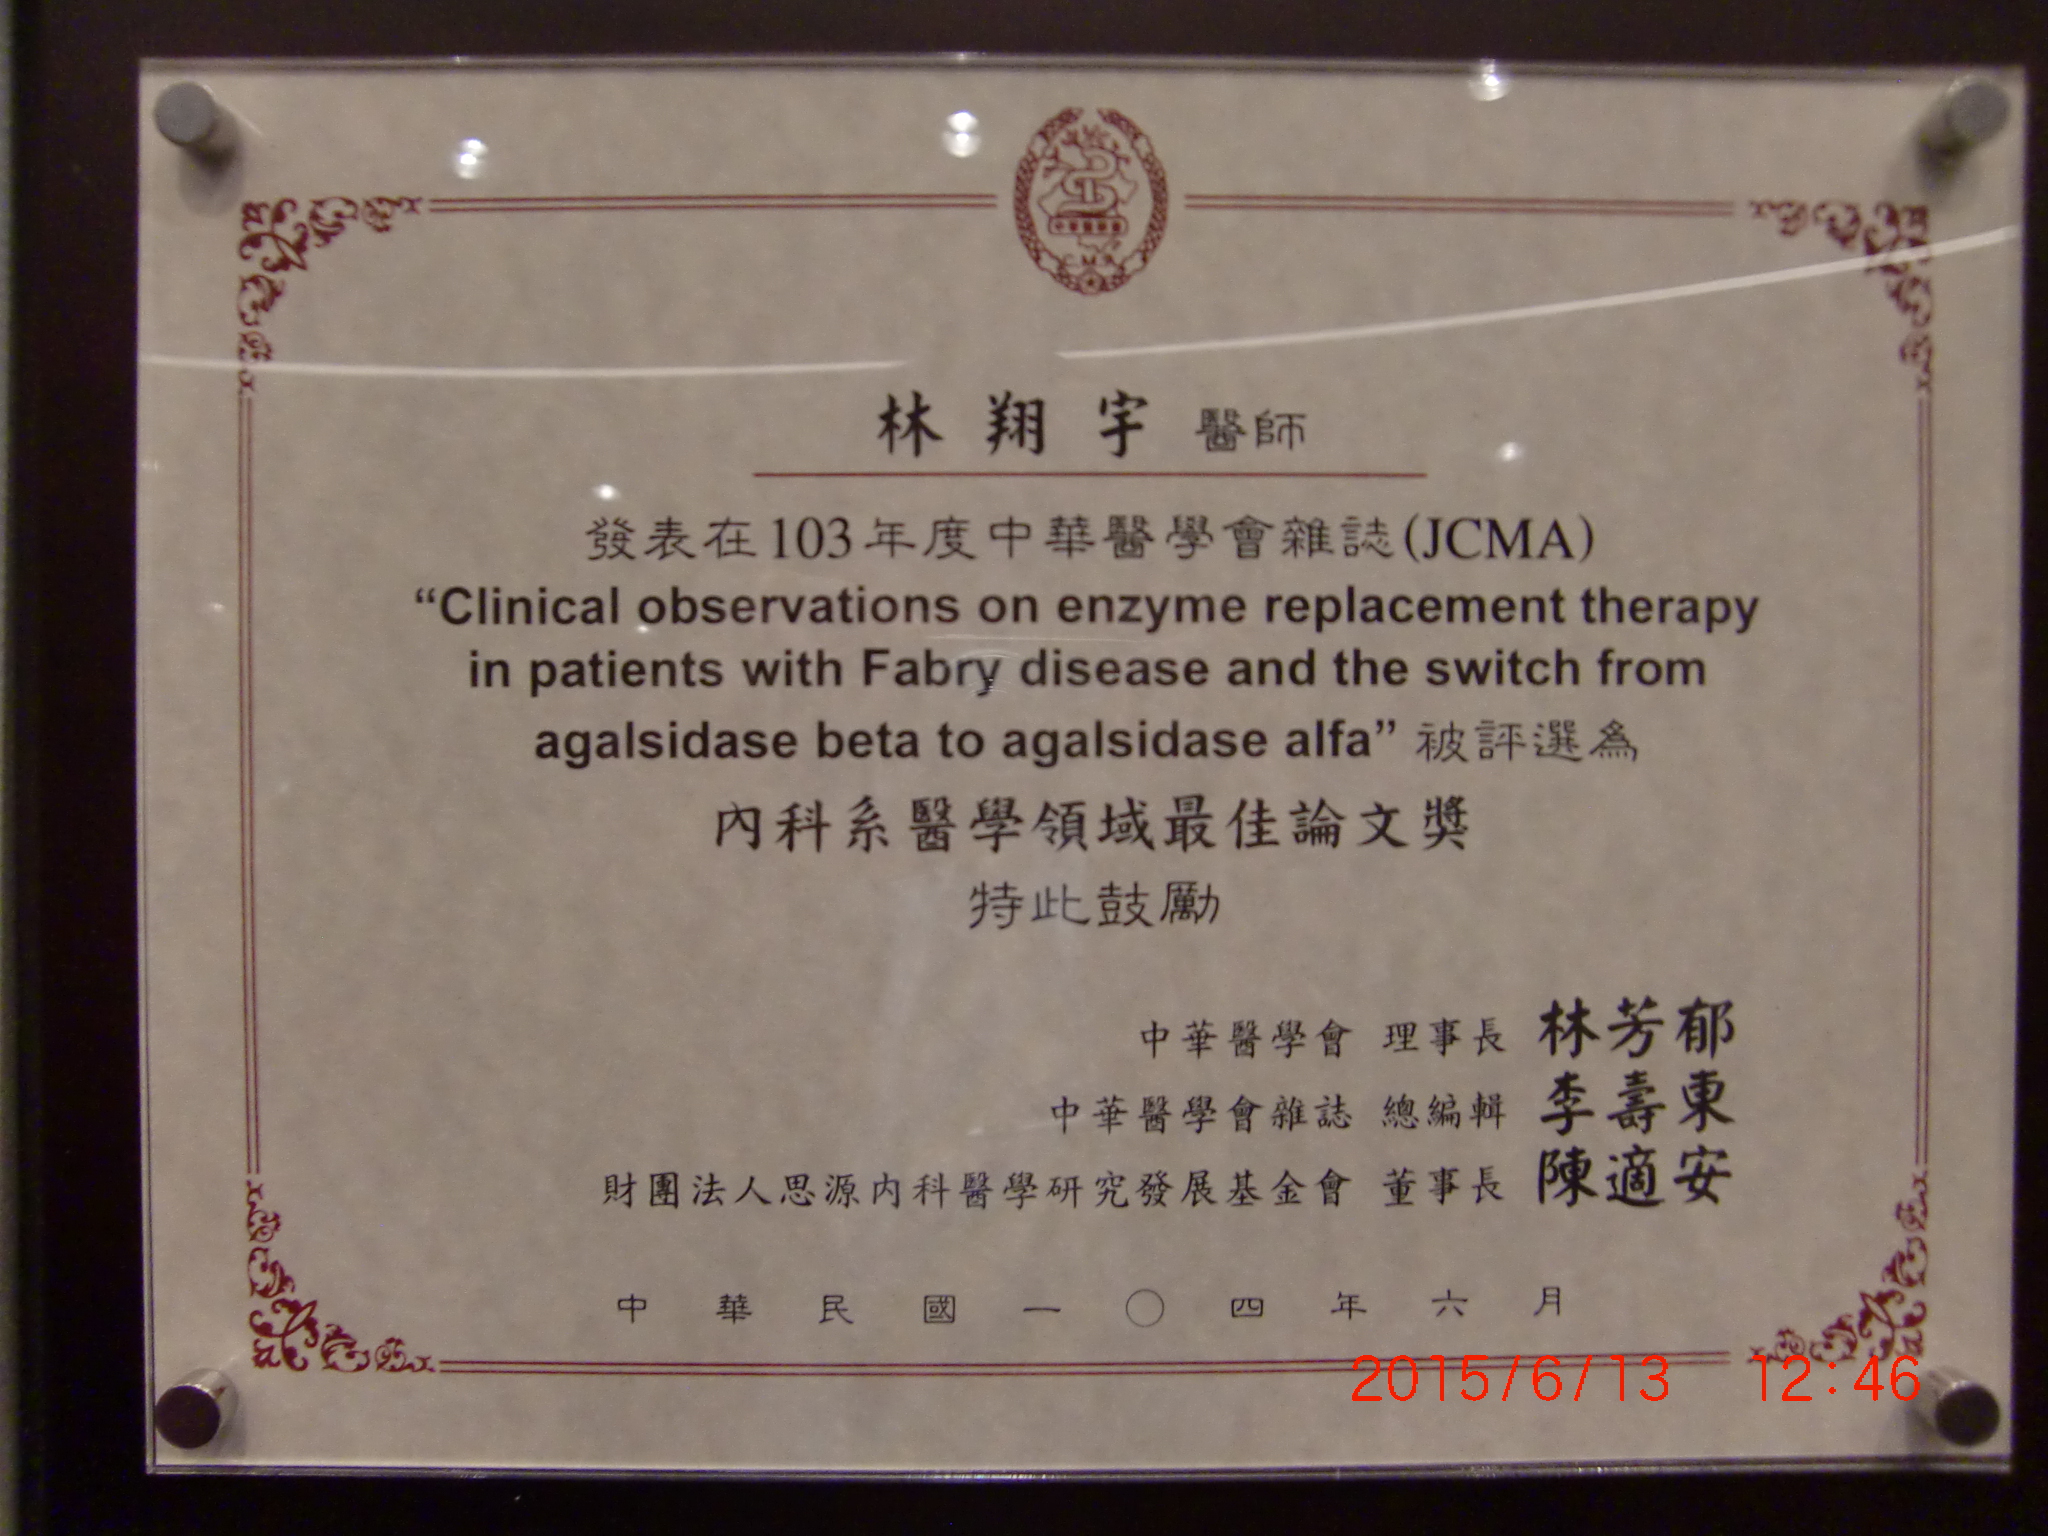 中華醫學會
C.M.A.
林翔宇 醫師
發表在103年度中華醫學會雜誌(JCMA)
“Clinical observations on enzyme replacement therapy
in patients with Fabry disease and the switch from
agalsidase beta to agalsidase alfa” 被評選為
內科系醫學領域最佳論文獎
特此鼓勵
中華醫學會 理事長 林芳郁
中華醫學會雜誌 總編輯 李壽東
財團法人思源內科醫學研究發展基金會 董事長 陳適安
中華民國一〇四年六月
2015/6/13 12:46